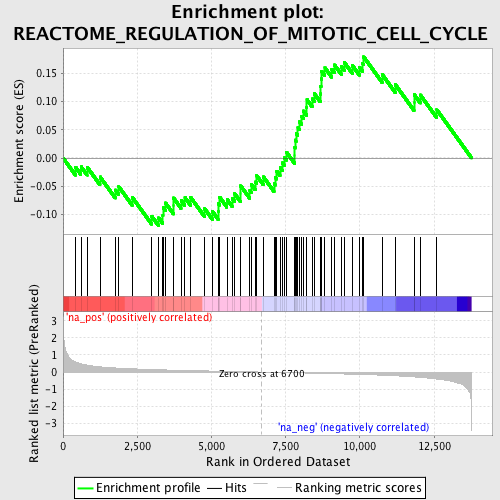 Enrichment plot:
REACTOME_REGULATION_OF_MITOTIC_CELL_CYCLE
Enrichment score (ES)
0.15
0.10
0.05
0.00
-0.05
-0.10
'na_pos' (positively correlated)
Ranked list metric (PreRanked)
3
2
1
0
-1
-2
-3
Zero cross at 6700
'na_neg' (negatively correlated)
0
2,500
5,000
7,500
10,000
12,500
Rank in Ordered Dataset
Enrichment profile
Hits
Ranking metric scores